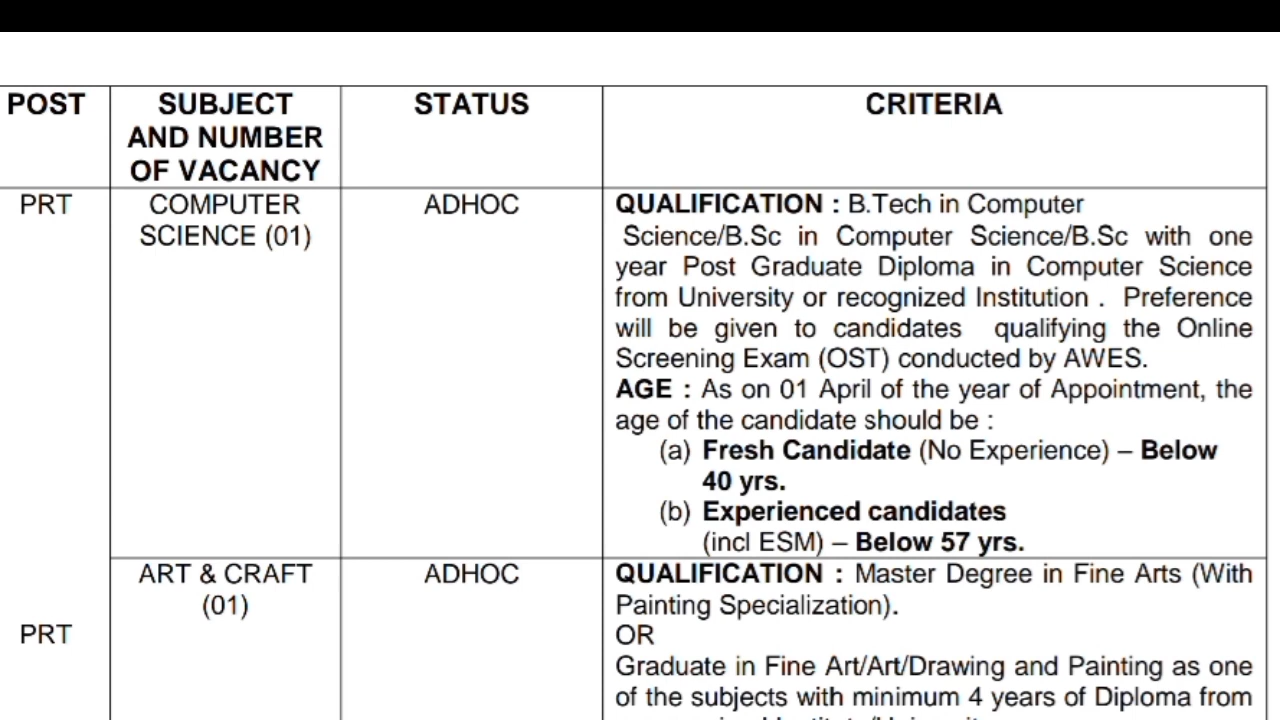 POST
SUBJECT
AND NUMBER
OF VACANCY
STATUS
CRITERIA
PRT
COMPUTER
SCIENCE (01)
ADHOC
QUALIFICATION : B.Tech in Computer
Science/B.Sc in Computer Science/B.Sc with one
year Post Graduate Diploma in Computer Science
from University or recognized Institution . Preference
will be given to candidates qualifying the Online
Screening Exam (OST) conducted by AWES.
AGE : As on 01 April of the year of Appointment, the
age of the candidate should be :
(a) Fresh Candidate (No Experience) – Below
40 yrs.
(b) Experienced candidates
(incl ESM) – Below 57 yrs.
PRT
ART & CRAFT
(01)
ADHOC
QUALIFICATION : Master Degree in Fine Arts (With
Painting Specialization).
OR
Graduate in Fine Art/Art/Drawing and Painting as one
of the subjects with minimum 4 years of Diploma from